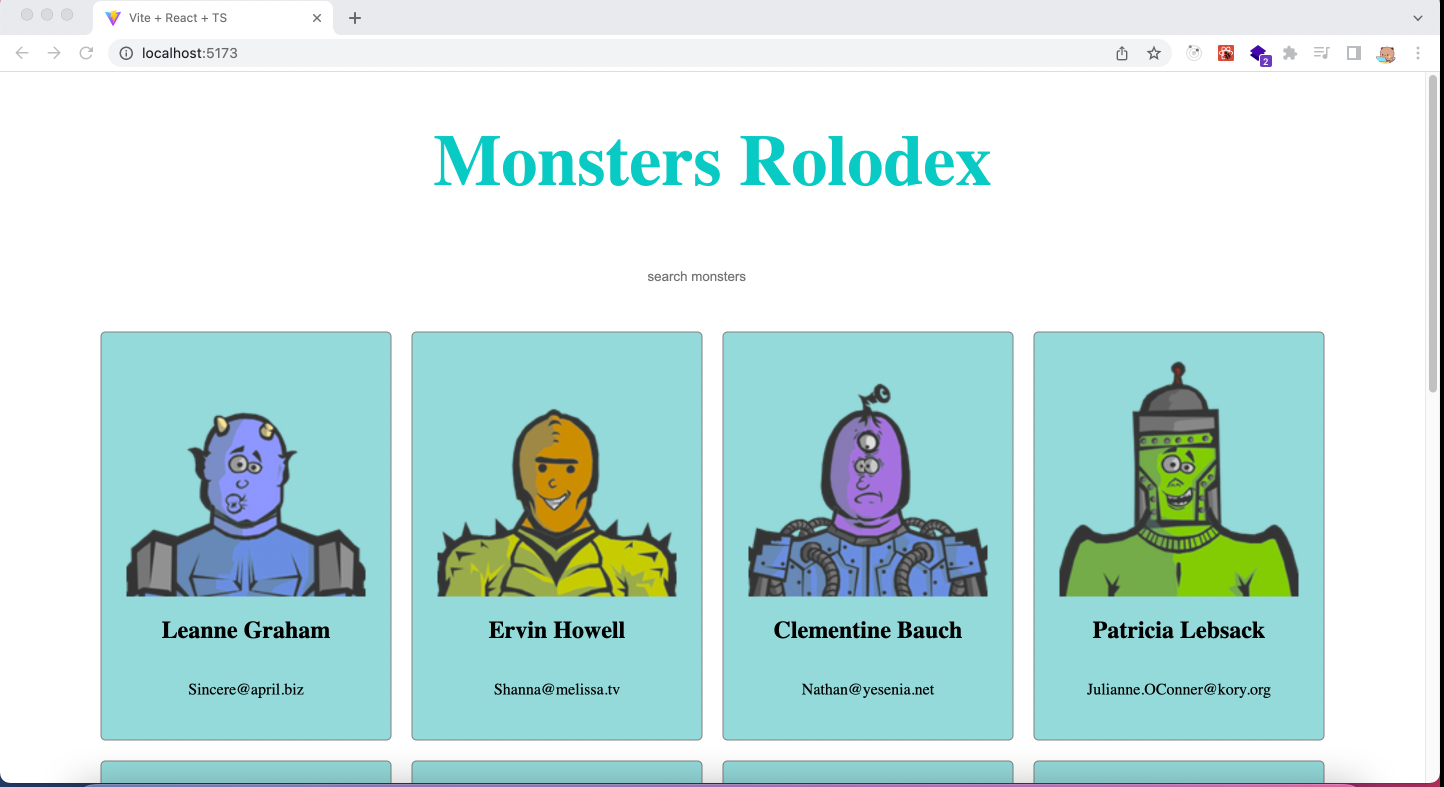 Vite + React + TS
localhost:5173
2
Monsters Rolodex
search monsters
Leanne Graham
Ervin Howell
Clementine Bauch
Patricia Lebsack
Sincere@april.biz
Shanna@melissa.tv
Nathan@yesenia.net
Julianne.OConner@kory.org